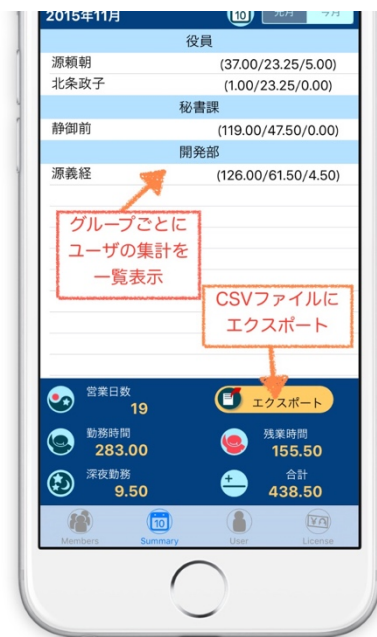 2015年11月
10
先月
今月
役員
源頼朝 (37.00/23.25/5.00)
北条政子 (1.00/23.25/0.00)
秘書課
静御前 (119.00/47.50/0.00)
開発部
源義経 (126.00/61.50/4.50)
グループごとに
ユーザの集計を
一覧表示
CSVファイルに
エクスポート
営業日数
19
エクスポート
勤務時間
283.00
残業時間
155.50
深夜勤務
9.50
合計
438.50
Members
10
Summary
User
License